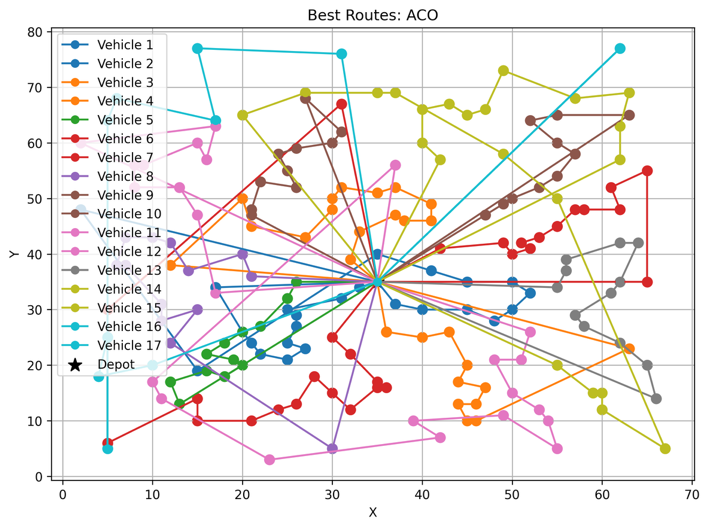 Best Routes: ACO
Vehicle 1
Vehicle 2
Vehicle 3
Vehicle 4
Vehicle 5
Vehicle 6
Vehicle 7
Vehicle 8
Vehicle 9
Vehicle 10
Vehicle 11
Vehicle 12
Vehicle 13
Vehicle 14
Vehicle 15
Vehicle 16
Vehicle 17
Depot
80
70
60
50
40
30
20
10
0
Y
0 10 20 30 40 50 60 70
X